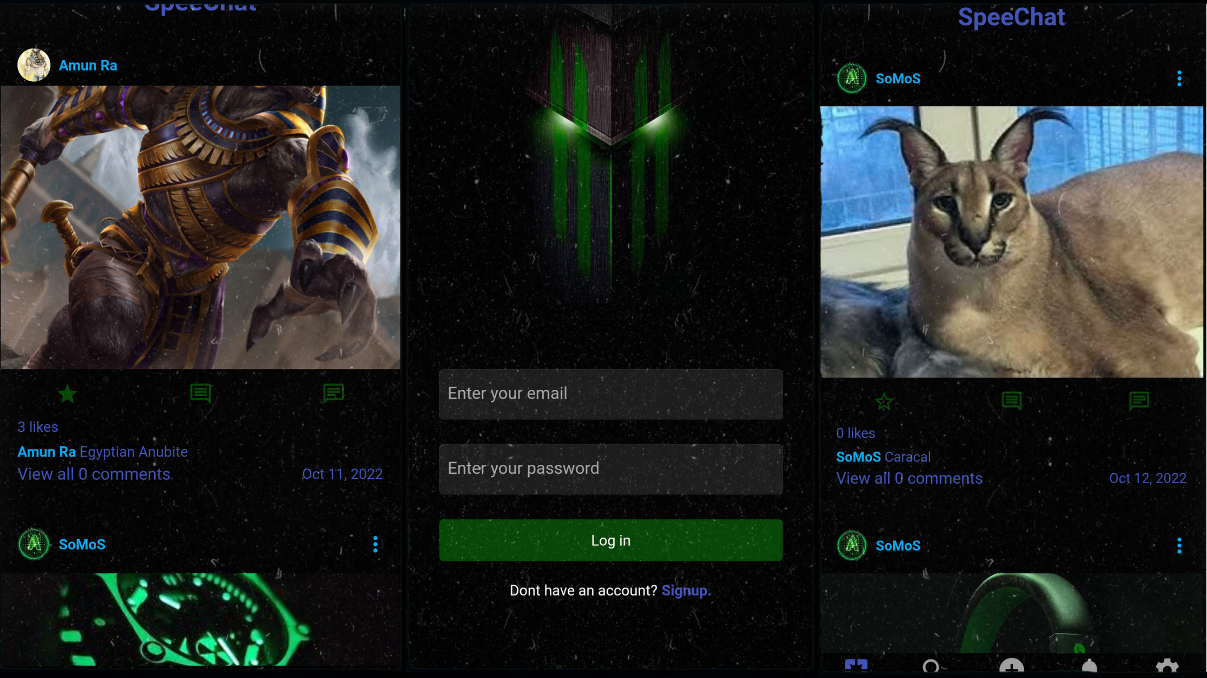 SpeeChat
Amun Ra
3 likes
Amun Ra Egyptian Anubite
View all 0 comments
Oct 11, 2022
SoMoS
Enter your email
Enter your password
Log in
Dont have an account? Signup.
SpeeChat
SoMoS
0 likes
SoMoS Caracal
View all 0 comments
Oct 12, 2022
SoMoS